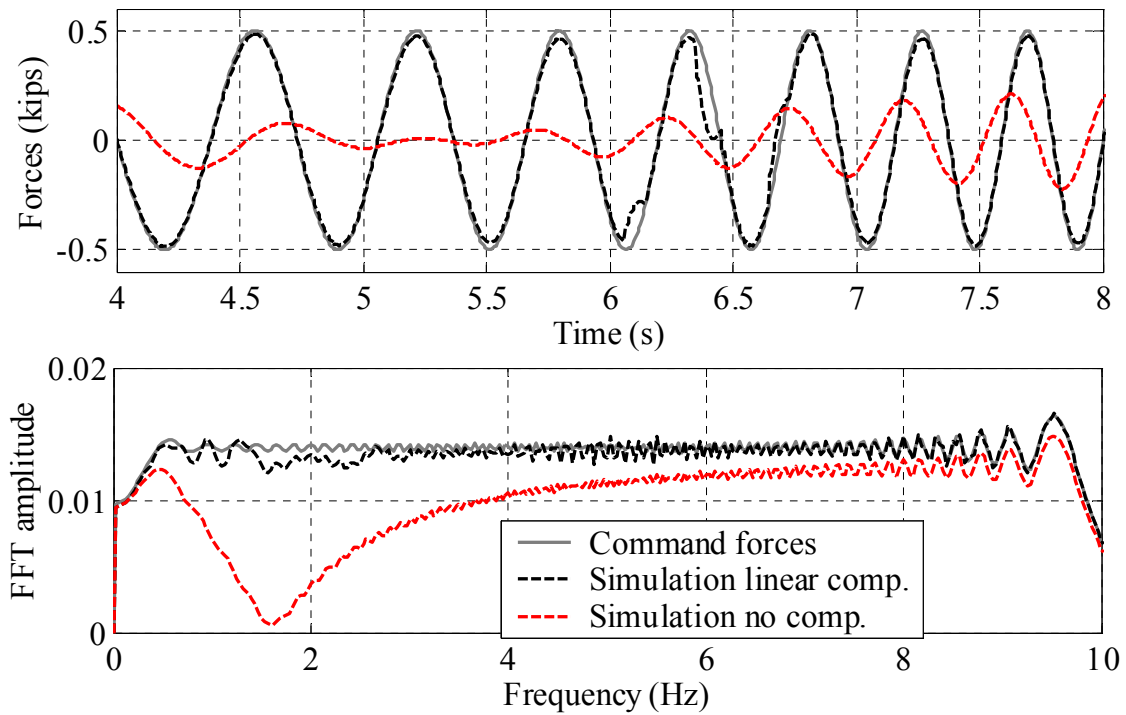 0.5
0
-0.5
Forces (kips)
4 4.5 5 5.5 6 6.5 7 7.5 8
Time (s)
0.02
0.01
0
FFT amplitude
Command forces
Simulation linear comp.
Simulation no comp.
0 2 4 6 8 10
Frequency (Hz)